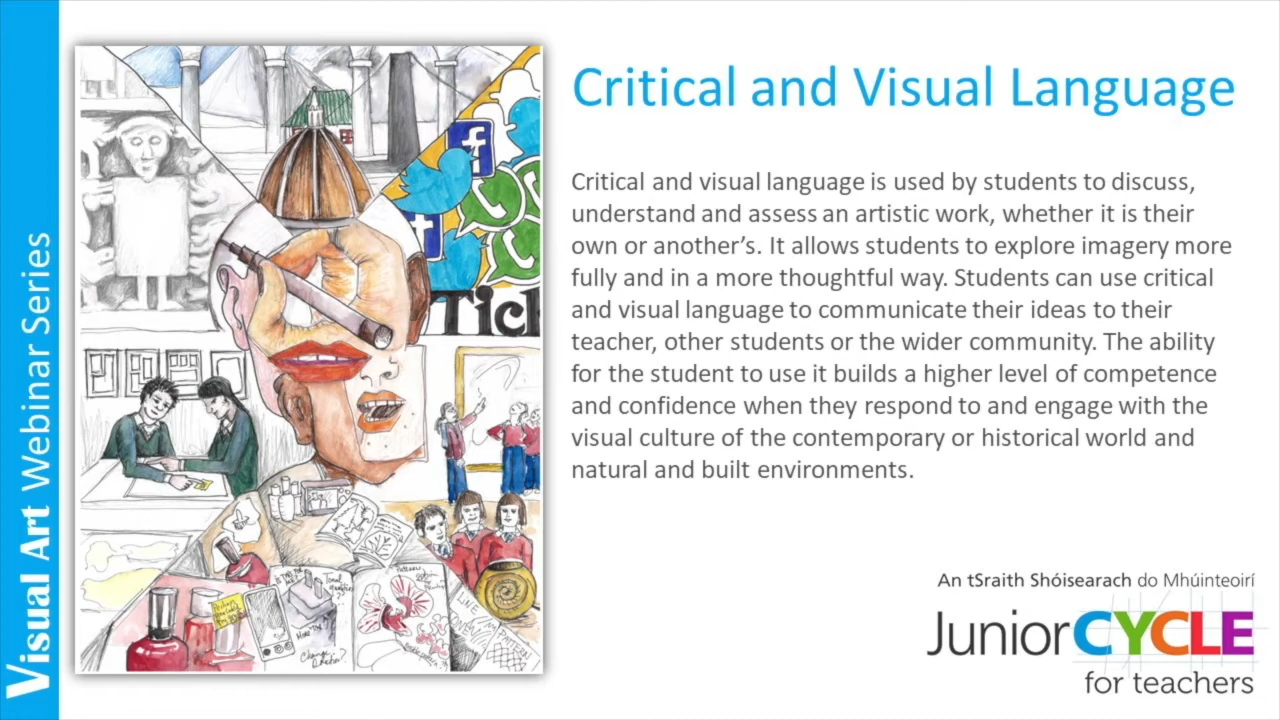 Visual Art Webinar Series
Critical and Visual Language
Critical and visual language is used by students to discuss,
understand and assess an artistic work, whether it is their
own or another’s. It allows students to explore imagery more
fully and in a more thoughtful way. Students can use critical
and visual language to communicate their ideas to their
teacher, other students or the wider community. The ability
for the student to use it builds a higher level of competence
and confidence when they respond to and engage with the
visual culture of the contemporary or historical world and
natural and built environments.
Tick
LINE
PATTERN
An tSraith Shóisearach do Mhúinteoirí
JuniorCYCLE
for teachers